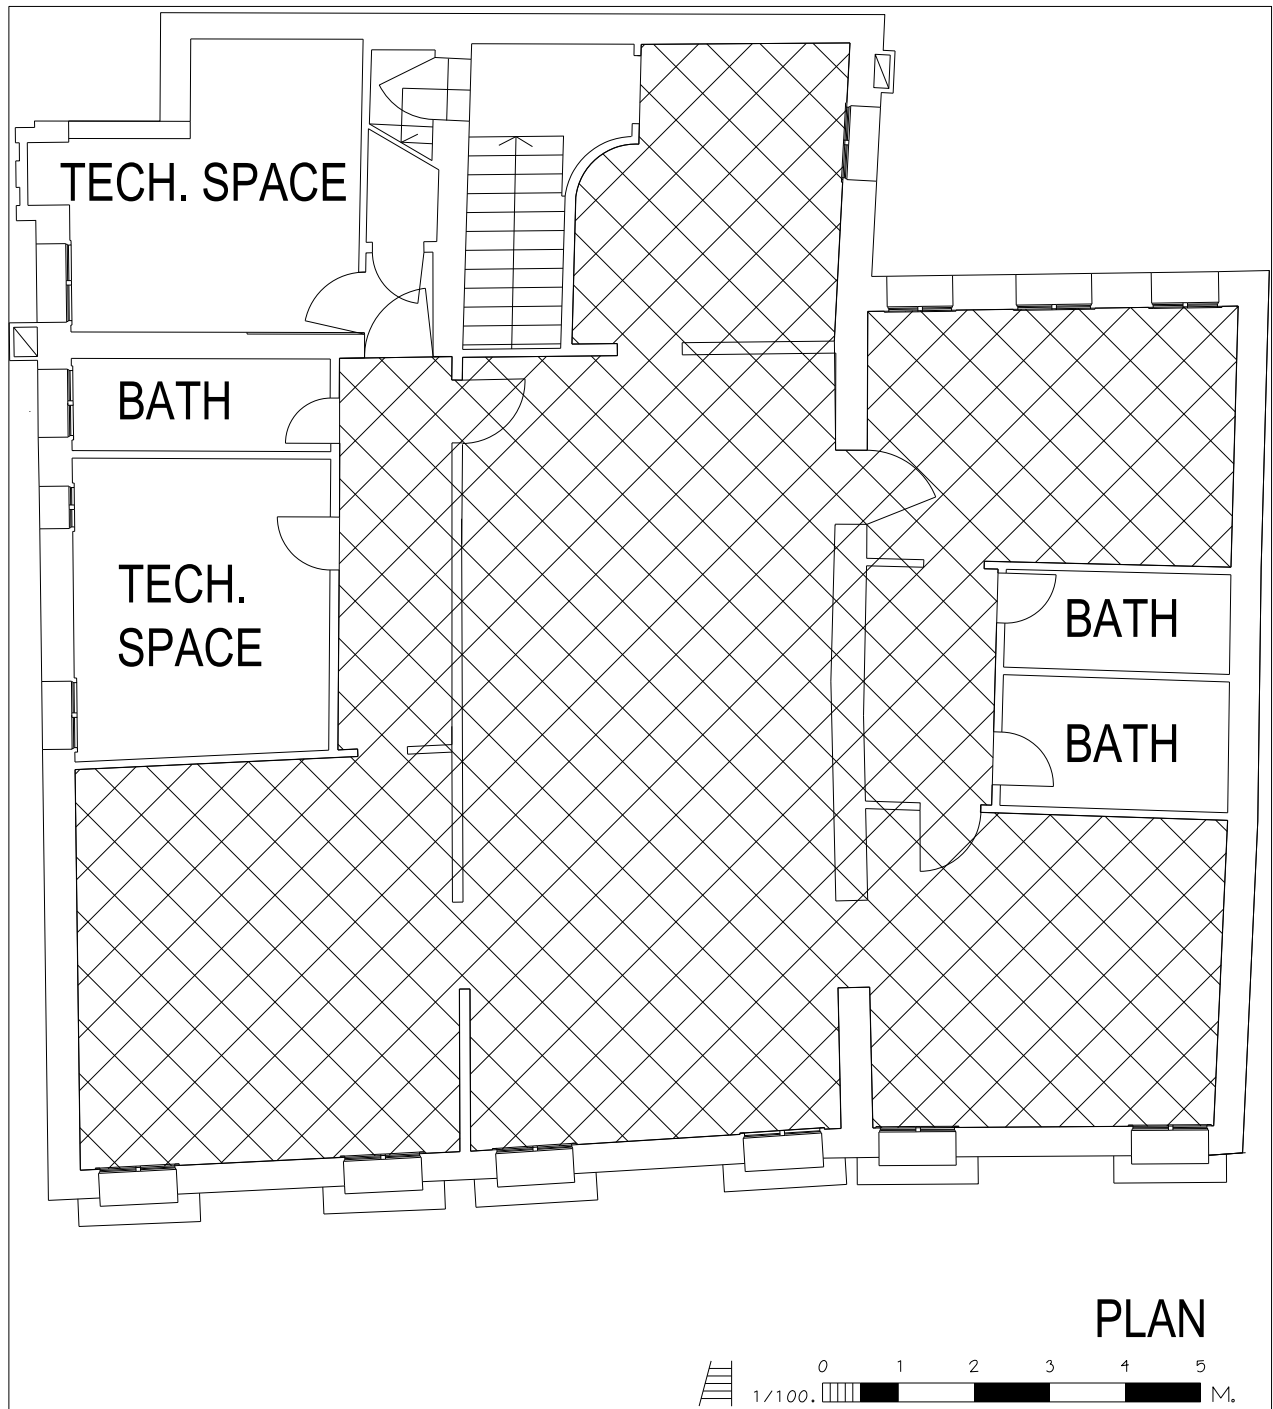 TECH. SPACE
BATH
TECH.
SPACE
BATH
BATH
PLAN
0 1 2 3 4 5
1/100. M.